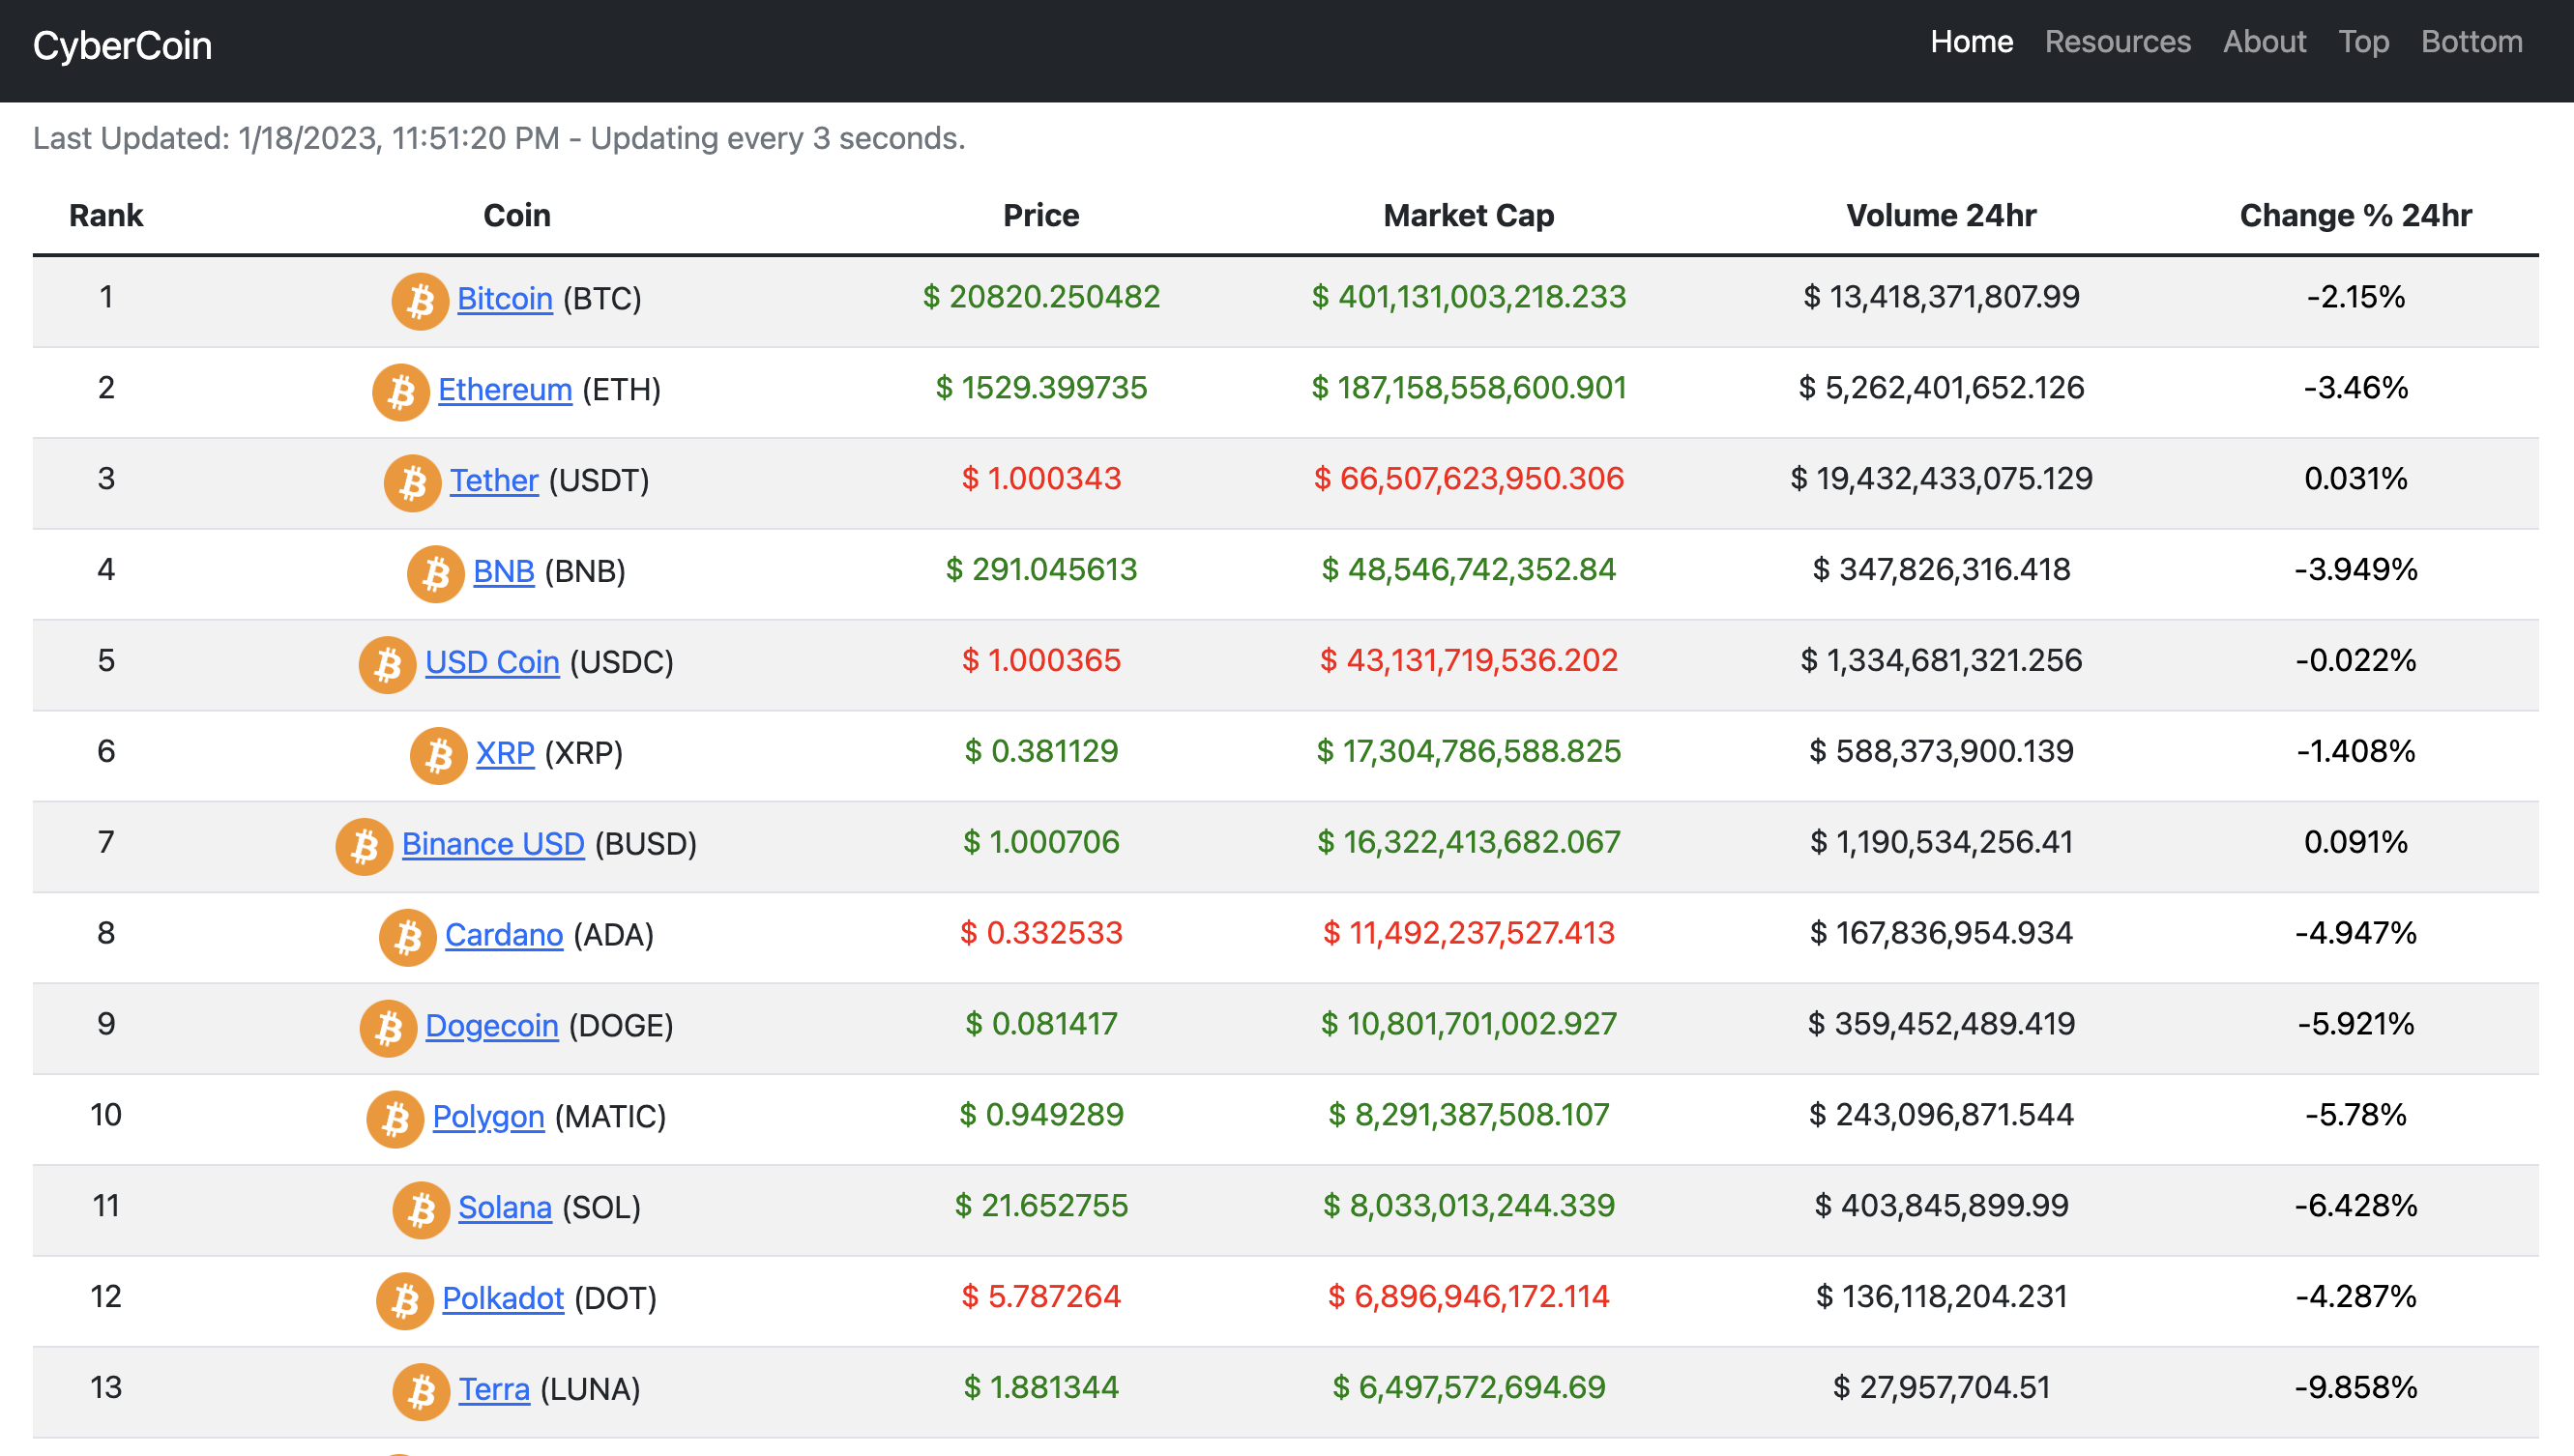 CyberCoin
Home Resources About Top Bottom
Last Updated: 1/18/2023, 11:51:20 PM - Updating every 3 seconds.
Rank Coin Price Market Cap Volume 24hr Change % 24hr
1 Bitcoin (BTC) $ 20820.250482 $ 401,131,003,218.233 $ 13,418,371,807.99 -2.15%
2 Ethereum (ETH) $ 1529.399735 $ 187,158,558,600.901 $ 5,262,401,652.126 -3.46%
3 Tether (USDT) $ 1.000343 $ 66,507,623,950.306 $ 19,432,433,075.129 0.031%
4 BNB (BNB) $ 291.045613 $ 48,546,742,352.84 $ 347,826,316.418 -3.949%
5 USD Coin (USDC) $ 1.000365 $ 43,131,719,536.202 $ 1,334,681,321.256 -0.022%
6 XRP (XRP) $ 0.381129 $ 17,304,786,588.825 $ 588,373,900.139 -1.408%
7 Binance USD (BUSD) $ 1.000706 $ 16,322,413,682.067 $ 1,190,534,256.41 0.091%
8 Cardano (ADA) $ 0.332533 $ 11,492,237,527.413 $ 167,836,954.934 -4.947%
9 Dogecoin (DOGE) $ 0.081417 $ 10,801,701,002.927 $ 359,452,489.419 -5.921%
10 Polygon (MATIC) $ 0.949289 $ 8,291,387,508.107 $ 243,096,871.544 -5.78%
11 Solana (SOL) $ 21.652755 $ 8,033,013,244.339 $ 403,845,899.99 -6.428%
12 Polkadot (DOT) $ 5.787264 $ 6,896,946,172.114 $ 136,118,204.231 -4.287%
13 Terra (LUNA) $ 1.881344 $ 6,497,572,694.69 $ 27,957,704.51 -9.858%